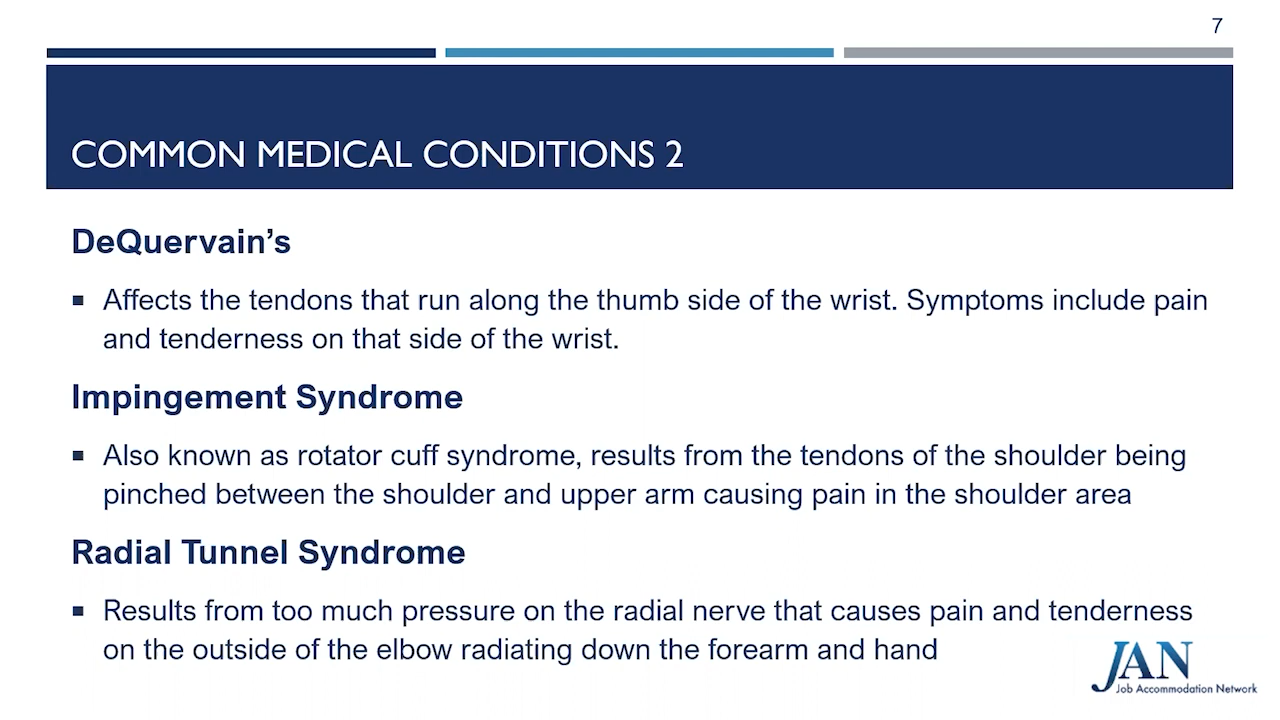 7
COMMON MEDICAL CONDITIONS 2
DeQuervain’s
▪ Affects the tendons that run along the thumb side of the wrist. Symptoms include pain
and tenderness on that side of the wrist.
Impingement Syndrome
▪ Also known as rotator cuff syndrome, results from the tendons of the shoulder being
pinched between the shoulder and upper arm causing pain in the shoulder area
Radial Tunnel Syndrome
▪ Results from too much pressure on the radial nerve that causes pain and tenderness
on the outside of the elbow radiating down the forearm and hand
JAN
Job Accommodation Network